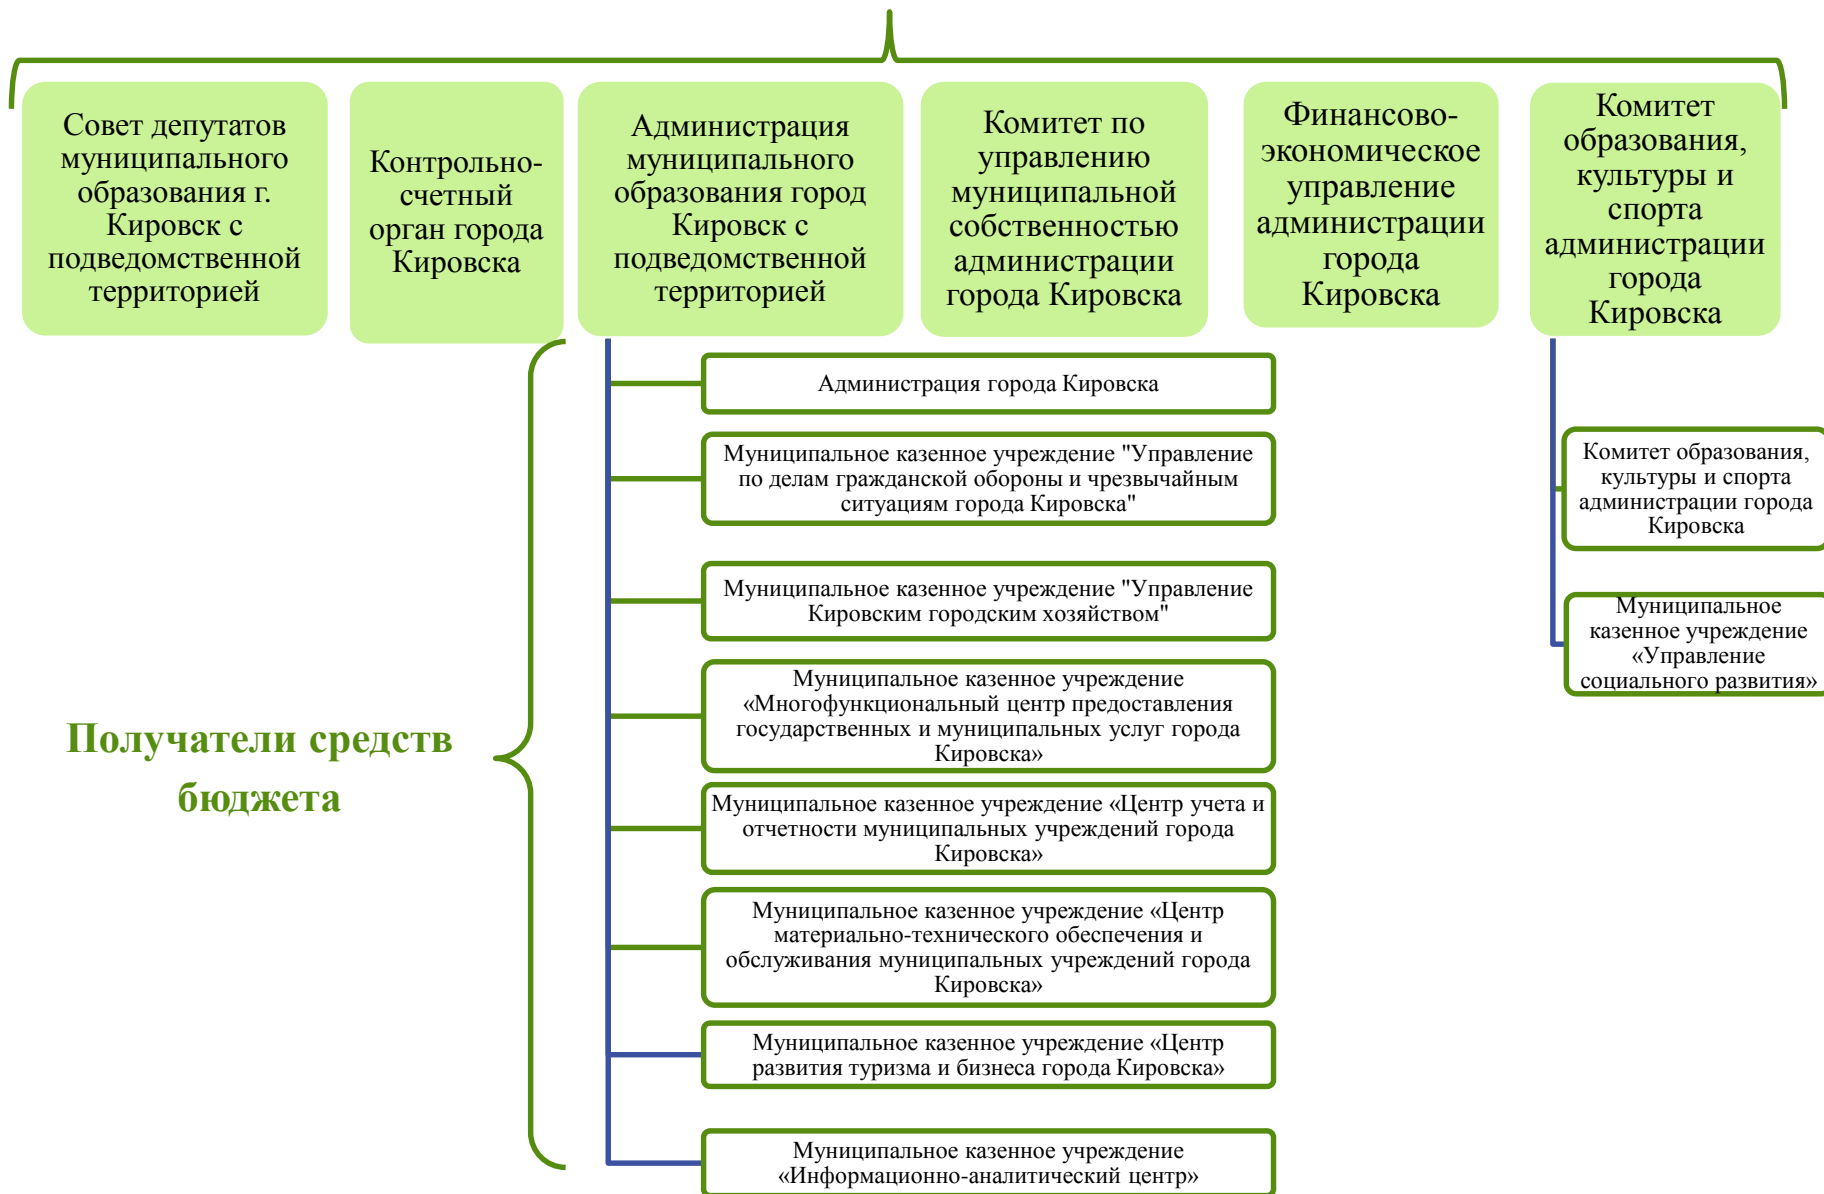 Совет депутатов
муниципального
образования г.
Кировск с
подведомственной
территорией
Контрольно-
счетный
орган города
Кировска
Администрация
муниципального
образования город
Кировск с
подведомственной
территорией
Комитет по
управлению
муниципальной
собственностью
администрации
города Кировска
Финансово-
экономическое
управление
администрации
города
Кировска
Комитет
образования,
культуры и
спорта
администрации
города
Кировска
Получатели средств
бюджета
Администрация города Кировска
Муниципальное казенное учреждение "Управление
по делам гражданской обороны и чрезвычайным
ситуациям города Кировска"
Муниципальное казенное учреждение "Управление
Кировским городским хозяйством"
Муниципальное казенное учреждение
«Многофункциональный центр предоставления
государственных и муниципальных услуг города
Кировска»
Муниципальное казенное учреждение «Центр учета и
отчетности муниципальных учреждений города
Кировска»
Муниципальное казенное учреждение «Центр
материально-технического обеспечения и
обслуживания муниципальных учреждений города
Кировска»
Муниципальное казенное учреждение «Центр
развития туризма и бизнеса города Кировска»
Муниципальное казенное учреждение
«Информационно-аналитический центр»
Комитет образования,
культуры и спорта
администрации города
Кировска
Муниципальное
казенное учреждение
«Управление
социального развития»